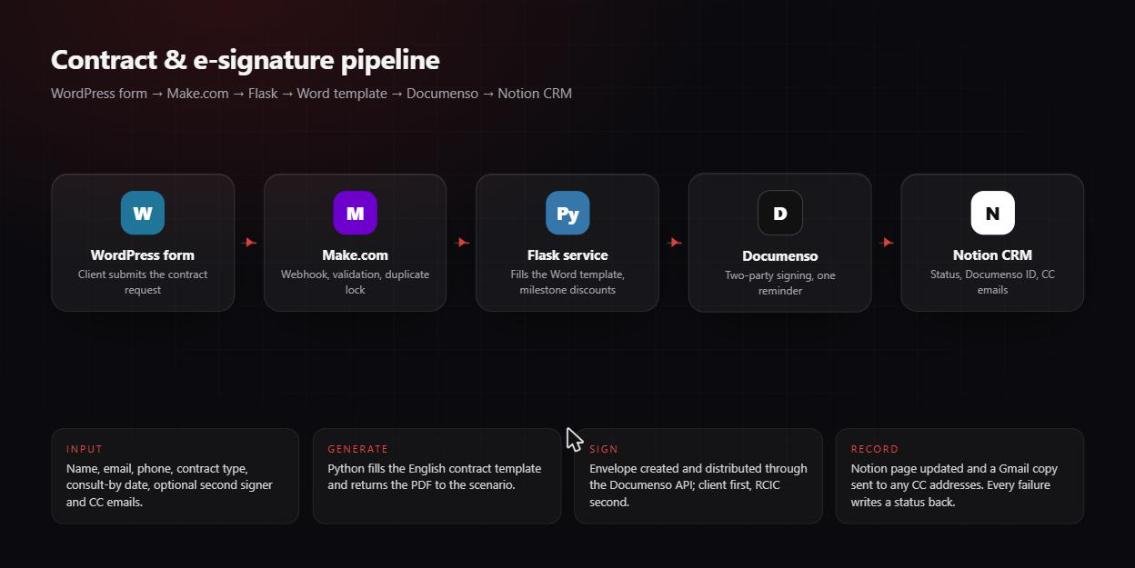 Contract & e-signature pipeline
WordPress form → Make.com → Flask → Word template → Documenso → Notion CRM
W
WordPress form
Client submits the contract
request
M
Make.com
Webhook, validation, duplicate
lock
Py
Flask service
Fills the Word template,
milestone discounts
D
Documenso
Two-party signing, one
reminder
N
Notion CRM
Status, Documenso ID, CC
emails
INPUT
Name, email, phone, contract type,
consult-by date, optional second signer
and CC emails.
GENERATE
Python fills the English contract template
and returns the PDF to the scenario.
SIGN
Envelope created and distributed through
the Documenso API; client first, RCIC
second.
RECORD
Notion page updated and a Gmail copy
sent to any CC addresses. Every failure
writes a status back.